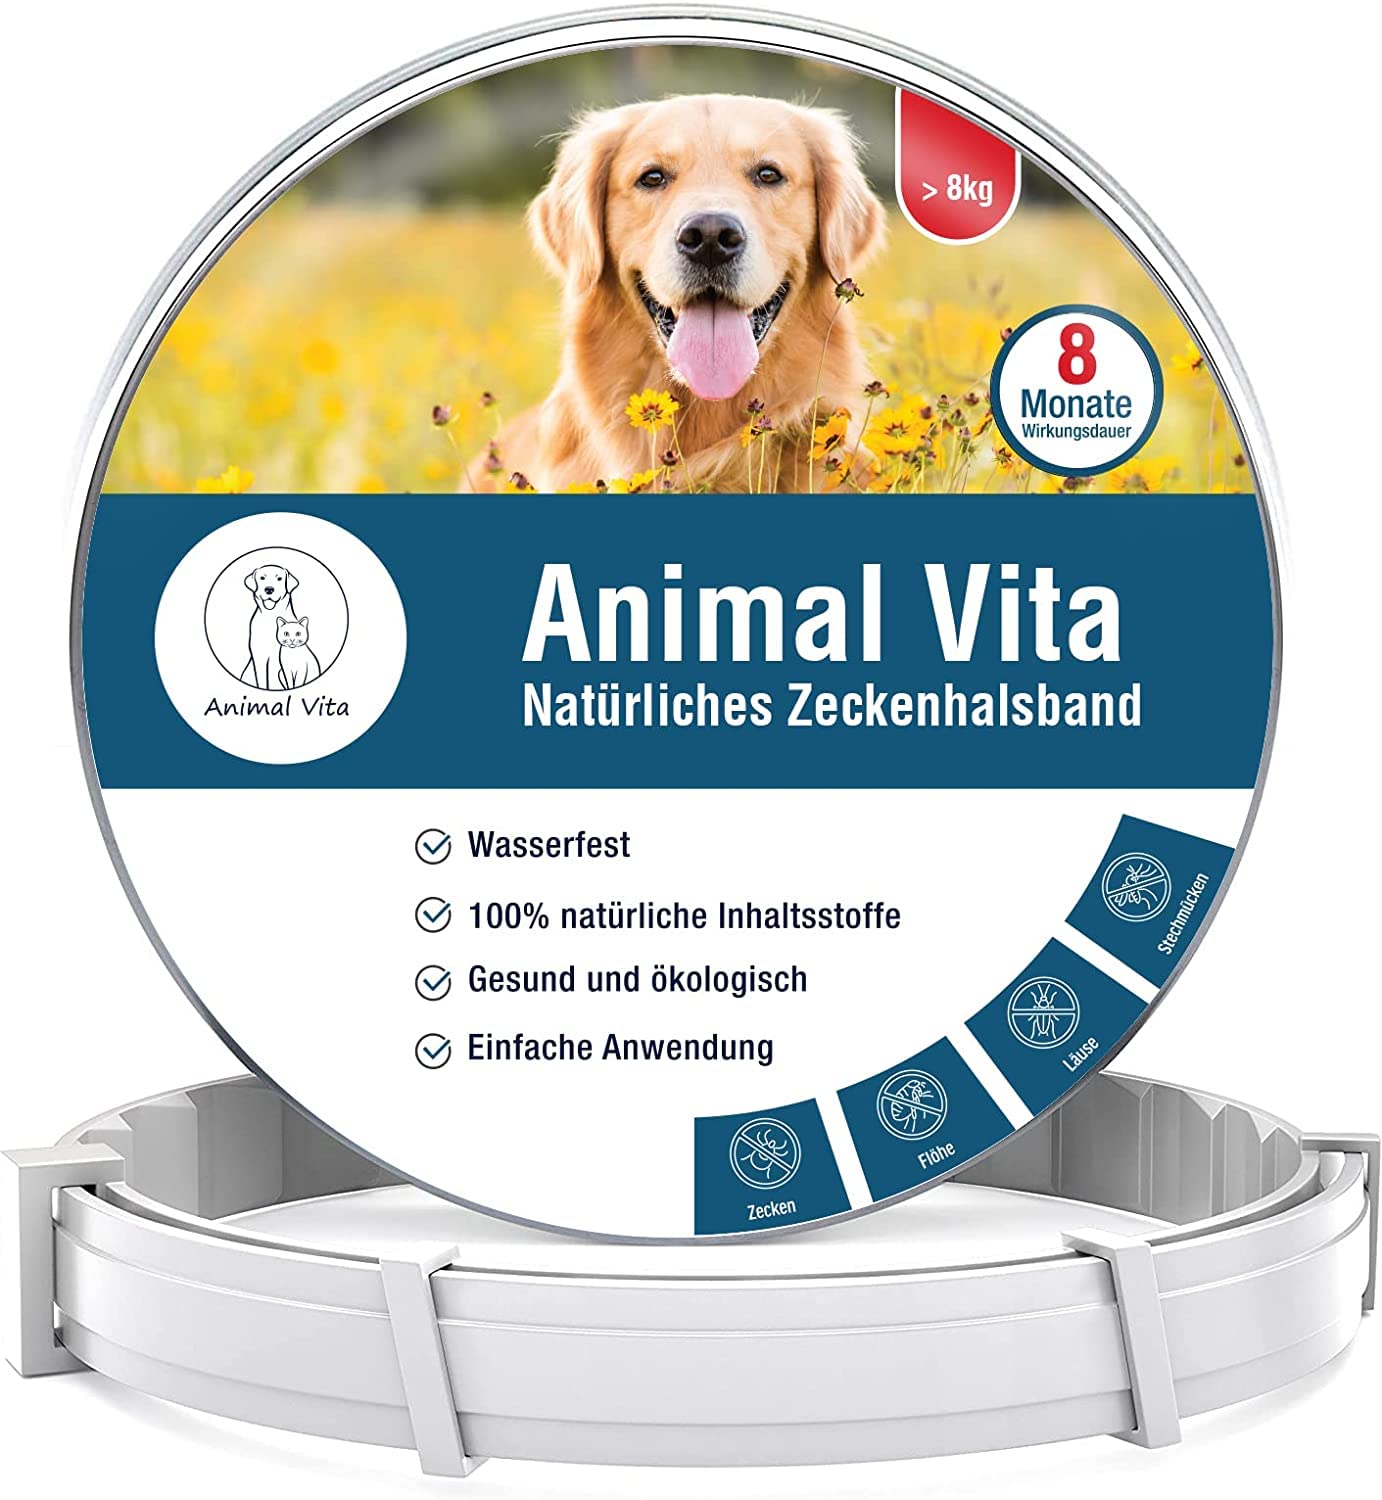 > 8kg
8
Monate
Wirkungsdauer
Animal Vita
Animal Vita
Natürliches Zeckenhalsband
Wasserfest
100% natürliche Inhaltsstoffe
Gesund und ökologisch
Einfache Anwendung
Stechmücken
Läuse
Flöhe
Zecken